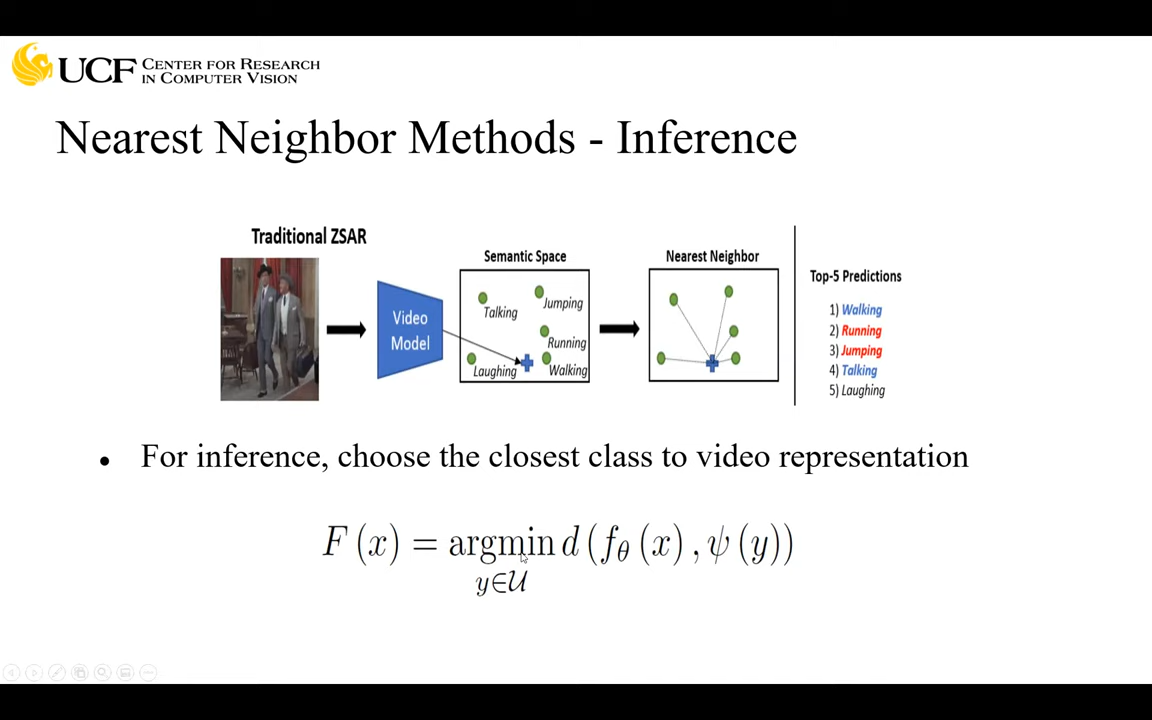 UCF CENTER FOR RESEARCH
IN COMPUTER VISION
Nearest Neighbor Methods - Inference
Traditional ZSAR
Video
Model
Semantic Space
Talking
Jumping
Running
Laughing
Walking
Nearest Neighbor
Top-5 Predictions
1) Walking
2) Running
3) Jumping
4) Talking
5) Laughing
• For inference, choose the closest class to video representation
F (x) = argmin d (fθ (x) , ψ (y))
y∈𝒰